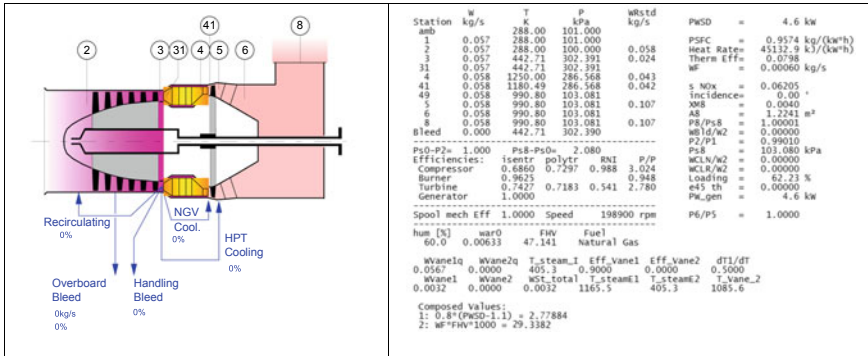 41
2
3
31
4
5
6
8
Recirculating
0%
NGV
Cool.
0%
HPT
Cooling
0%
Overboard
Bleed
0kg/s
0%
Handling
Bleed
0%
W T P WRstd
Station kg/s K kPa kg/s PWSD = 4.6 kW
amb 288.00 101.000
1 0.057 288.00 101.000 PSFC = 0.9574 kg/(kW*h)
2 0.057 288.00 100.000 0.058 Heat Rate= 45132.9 kJ/(kW*h)
3 0.057 442.71 302.391 0.024 Therm Eff= 0.0798
31 0.057 442.71 302.391 WF = 0.00060 kg/s
4 0.058 1250.00 286.568 0.043
41 0.058 1180.49 286.568 0.042 s NOx = 0.06205
49 0.058 990.80 103.081 incidence= 0.00 °
5 0.058 990.80 103.081 0.107 XM8 = 0.0040
6 0.058 990.80 103.081 A8 = 1.2241 m²
8 0.058 990.80 103.081 0.107 P8/Ps8 = 1.00001
Bleed 0.000 442.71 302.390 WBld/W2 = 0.00000
P2/P1 = 0.99010
Ps0-P2= 1.000 Ps8-Ps0= 2.080 Ps8 = 103.080 kPa
Efficiencies: isentr polytr RNI P/P WCLN/W2 = 0.00000
Compressor 0.6860 0.7297 0.988 3.024 WCLR/W2 = 0.00000
Burner 0.9625 0.948 Loading = 62.23 %
Turbine 0.7427 0.7183 0.541 2.780 e45 th = 0.00000
Generator 1.0000 PW_gen = 4.6 kW
Spool mech Eff 1.0000 Speed 198900 rpm P6/P5 = 1.0000
hum [%] war0 FHV Fuel
60.0 0.00633 47.141 Natural Gas
WVane1q WVane2q T_steam_I Eff_Vane1 Eff_Vane2 dT1/dT
0.0567 0.0000 405.3 0.9000 0.0000 0.5000
WVane1 WVane2 WSt_total T_steamE1 T_steamE2 T_Vane_2
0.0032 0.0000 0.0032 1165.5 405.3 1085.6
Composed Values:
1: 0.8*(PWSD-1.1) = 2.77884
2: WF*FHV*1000 = 29.3382